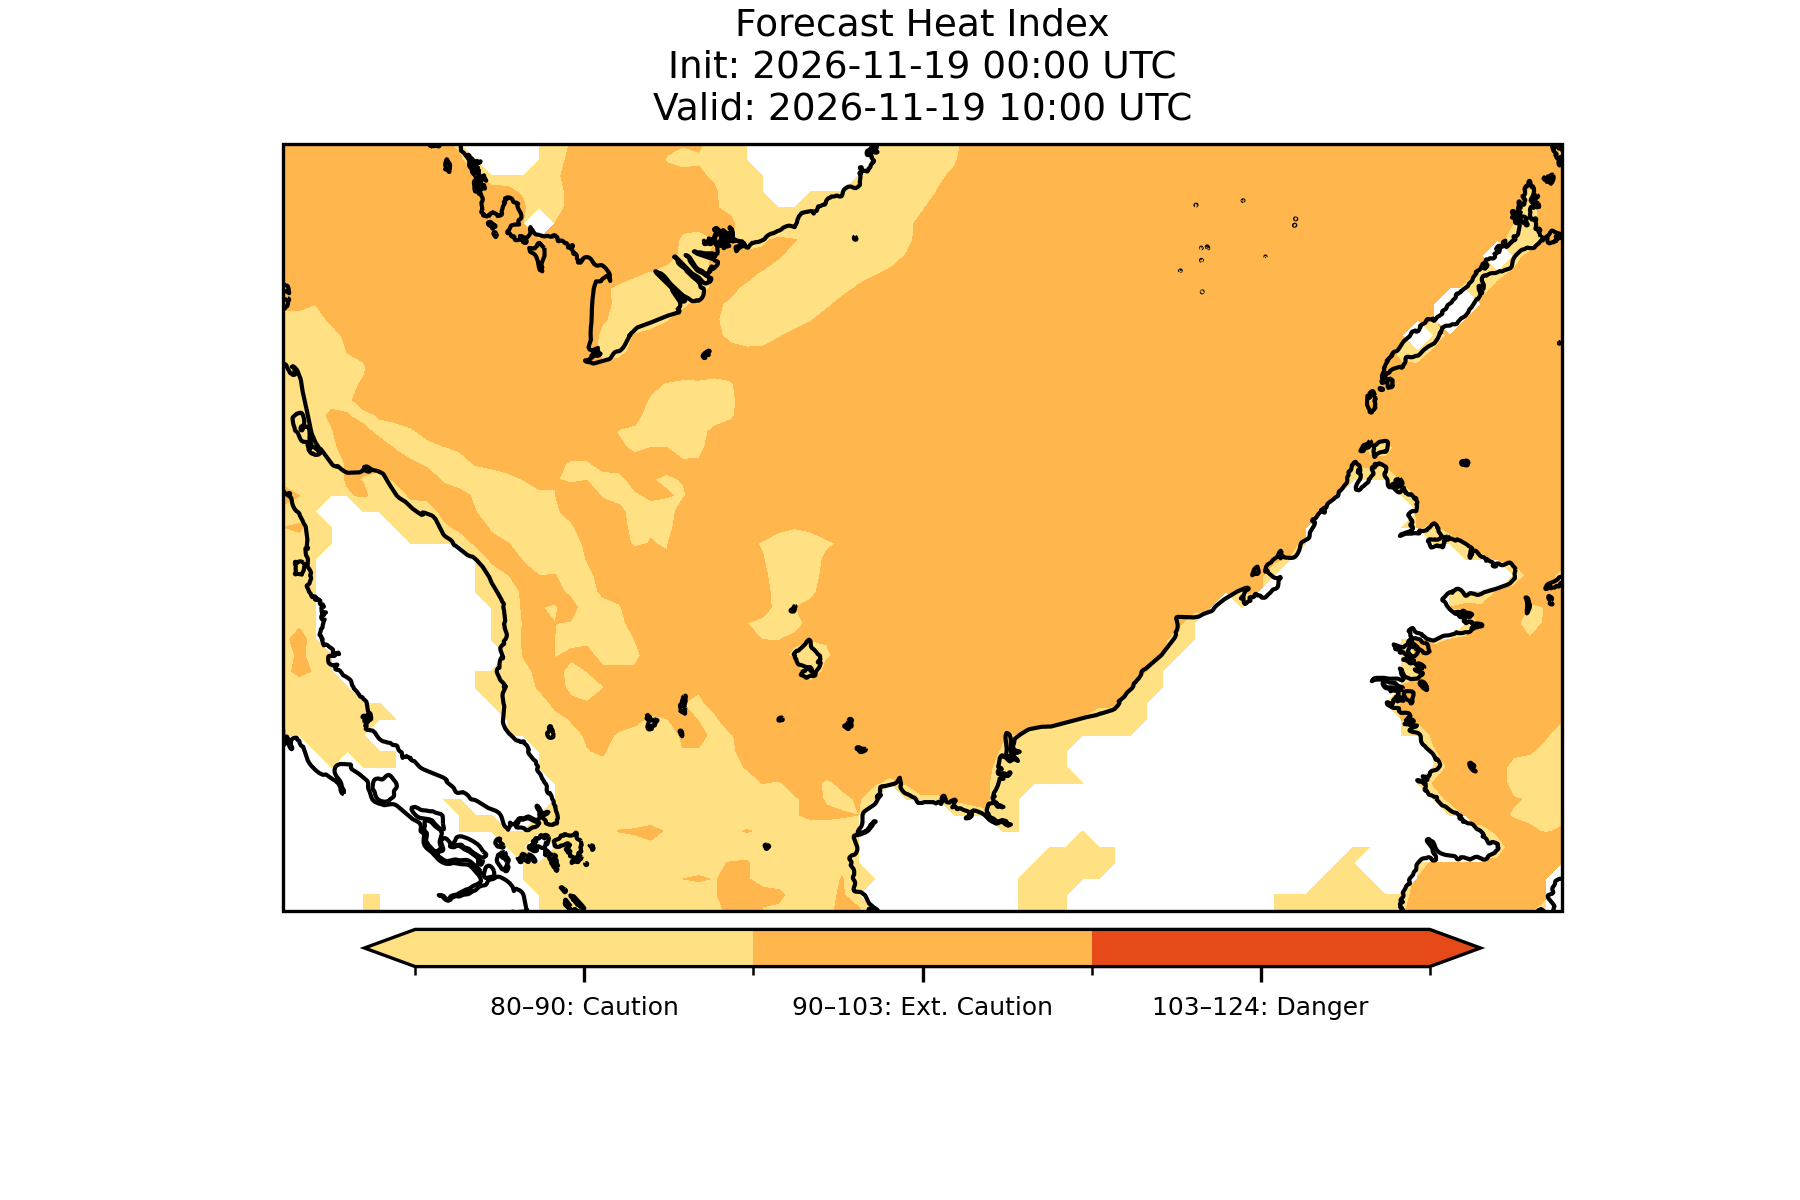 Forecast Heat Index
Init: 2026-11-19 00:00 UTC
Valid: 2026-11-19 10:00 UTC
80–90: Caution
90–103: Ext. Caution
103–124: Danger